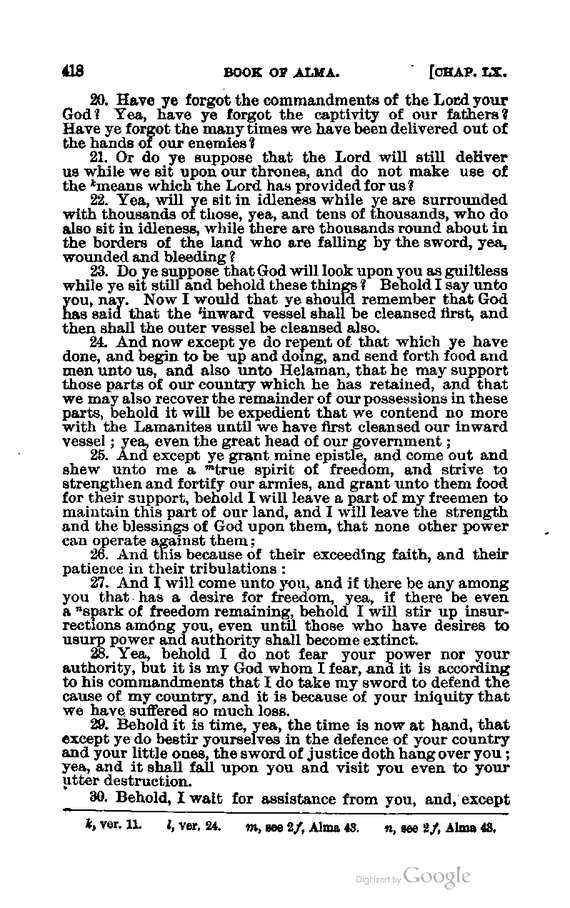 418 BOOK OF ALMA. [CHAP. LX.
20. Have ye forgot the commandments of the Lord your
God? Yea, have ye forgot the captivity of our fathers?
Have ye forgot the many times we have been delivered out of
the hands of our enemies?
21. Or do ye suppose that the Lord will still deliver
us while we sit upon our thrones, and do not make use of
the kmeans which the Lord has provided for us?
22. Yea, will ye sit in idleness while ye are surrounded
with thousands of those, yea, and tens of thousands, who do
also sit in idleness, while there are thousands round about in
the borders of the land who are falling by the sword, yea,
wounded and bleeding?
23. Do ye suppose that God will look upon you as guiltless
while ye sit still and behold these things? Behold I say unto
you, nay. Now I would that ye should remember that God
has said that the linward vessel shall be cleansed first, and
then shall the outer vessel be cleansed also.
24. And now except ye do repent of that which ye have
done, and begin to be up and doing, and send forth food and
men unto us, and also unto Helaman, that he may support
those parts of our country which he has retained, and that
we may also recover the remainder of our possessions in these
parts, behold it will be expedient that we contend no more
with the Lamanites until we have first cleansed our inward
vessel; yea, even the great head of our government;
25. And except ye grant mine epistle, and come out and
shew unto me a mtrue spirit of freedom, and strive to
strengthen and fortify our armies, and grant unto them food
for their support, behold I will leave a part of my freemen to
maintain this part of our land, and I will leave the strength
and the blessings of God upon them, that none other power
can operate against them;
26. And this because of their exceeding faith, and their
patience in their tribulations:
27. And I will come unto you, and if there be any among
you that has a desire for freedom, yea, if there be even
a nspark of freedom remaining, behold I will stir up insur-
rections among you, even until those who have desires to
usurp power and authority shall become extinct.
28. Yea, behold I do not fear your power nor your
authority, but it is my God whom I fear, and it is according
to his commandments that I do take my sword to defend the
cause of my country, and it is because of your iniquity that
we have suffered so much loss.
29. Behold it is time, yea, the time is now at hand, that
except ye do bestir yourselves in the defence of your country
and your little ones, the sword of justice doth hang over you;
yea, and it shall fall upon you and visit you even to your
utter destruction.
30. Behold, I wait for assistance from you, and, except
k, ver. 11. l, ver. 24. m, see 2f, Alma 43. n, see 2f, Alma 43.
Digitized by Google